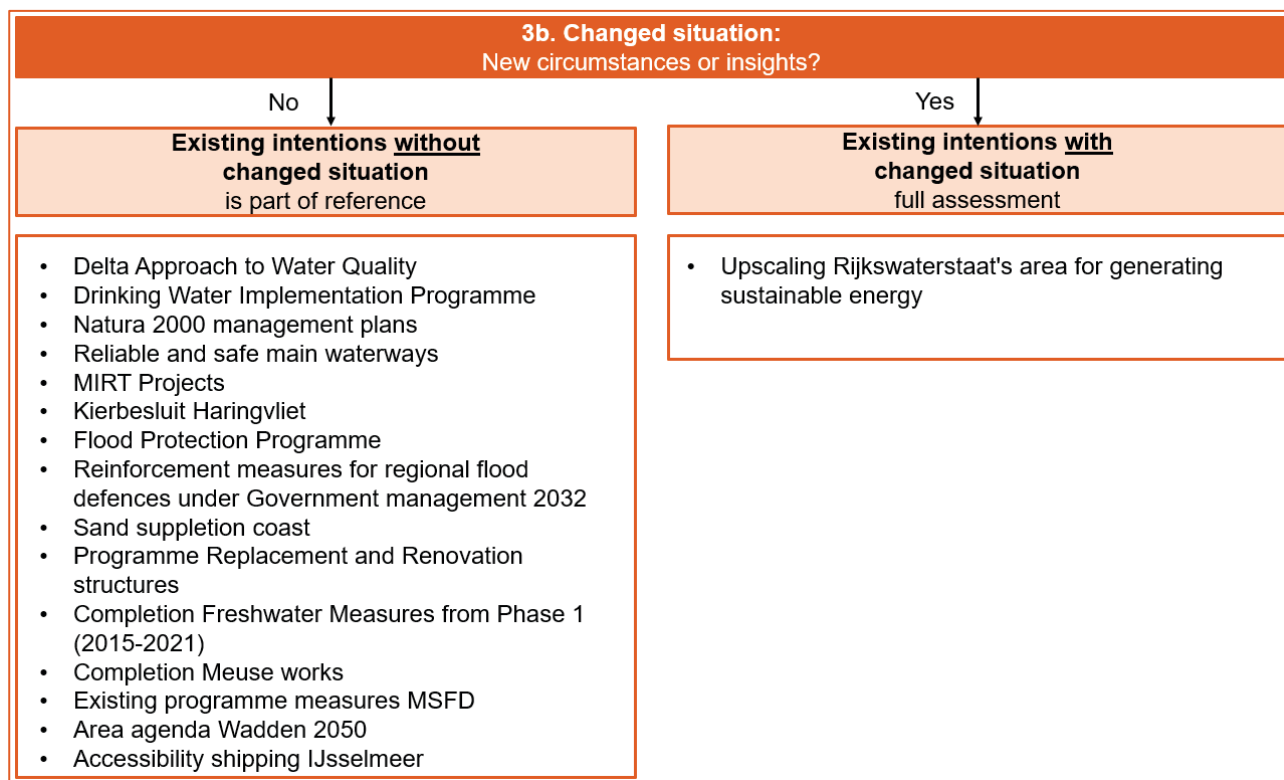 3b. Changed situation:
New circumstances or insights?
No
Yes
Existing intentions without
changed situation
is part of reference
Existing intentions with
changed situation
full assessment
• Delta Approach to Water Quality
• Drinking Water Implementation Programme
• Natura 2000 management plans
• Reliable and safe main waterways
• MIRT Projects
• Kierbesluit Haringvliet
• Flood Protection Programme
• Reinforcement measures for regional flood
defences under Government management 2032
• Sand suppletion coast
• Programme Replacement and Renovation
structures
• Completion Freshwater Measures from Phase 1
(2015-2021)
• Completion Meuse works
• Existing programme measures MSFD
• Area agenda Wadden 2050
• Accessibility shipping IJsselmeer
• Upscaling Rijkswaterstaat's area for generating
sustainable energy